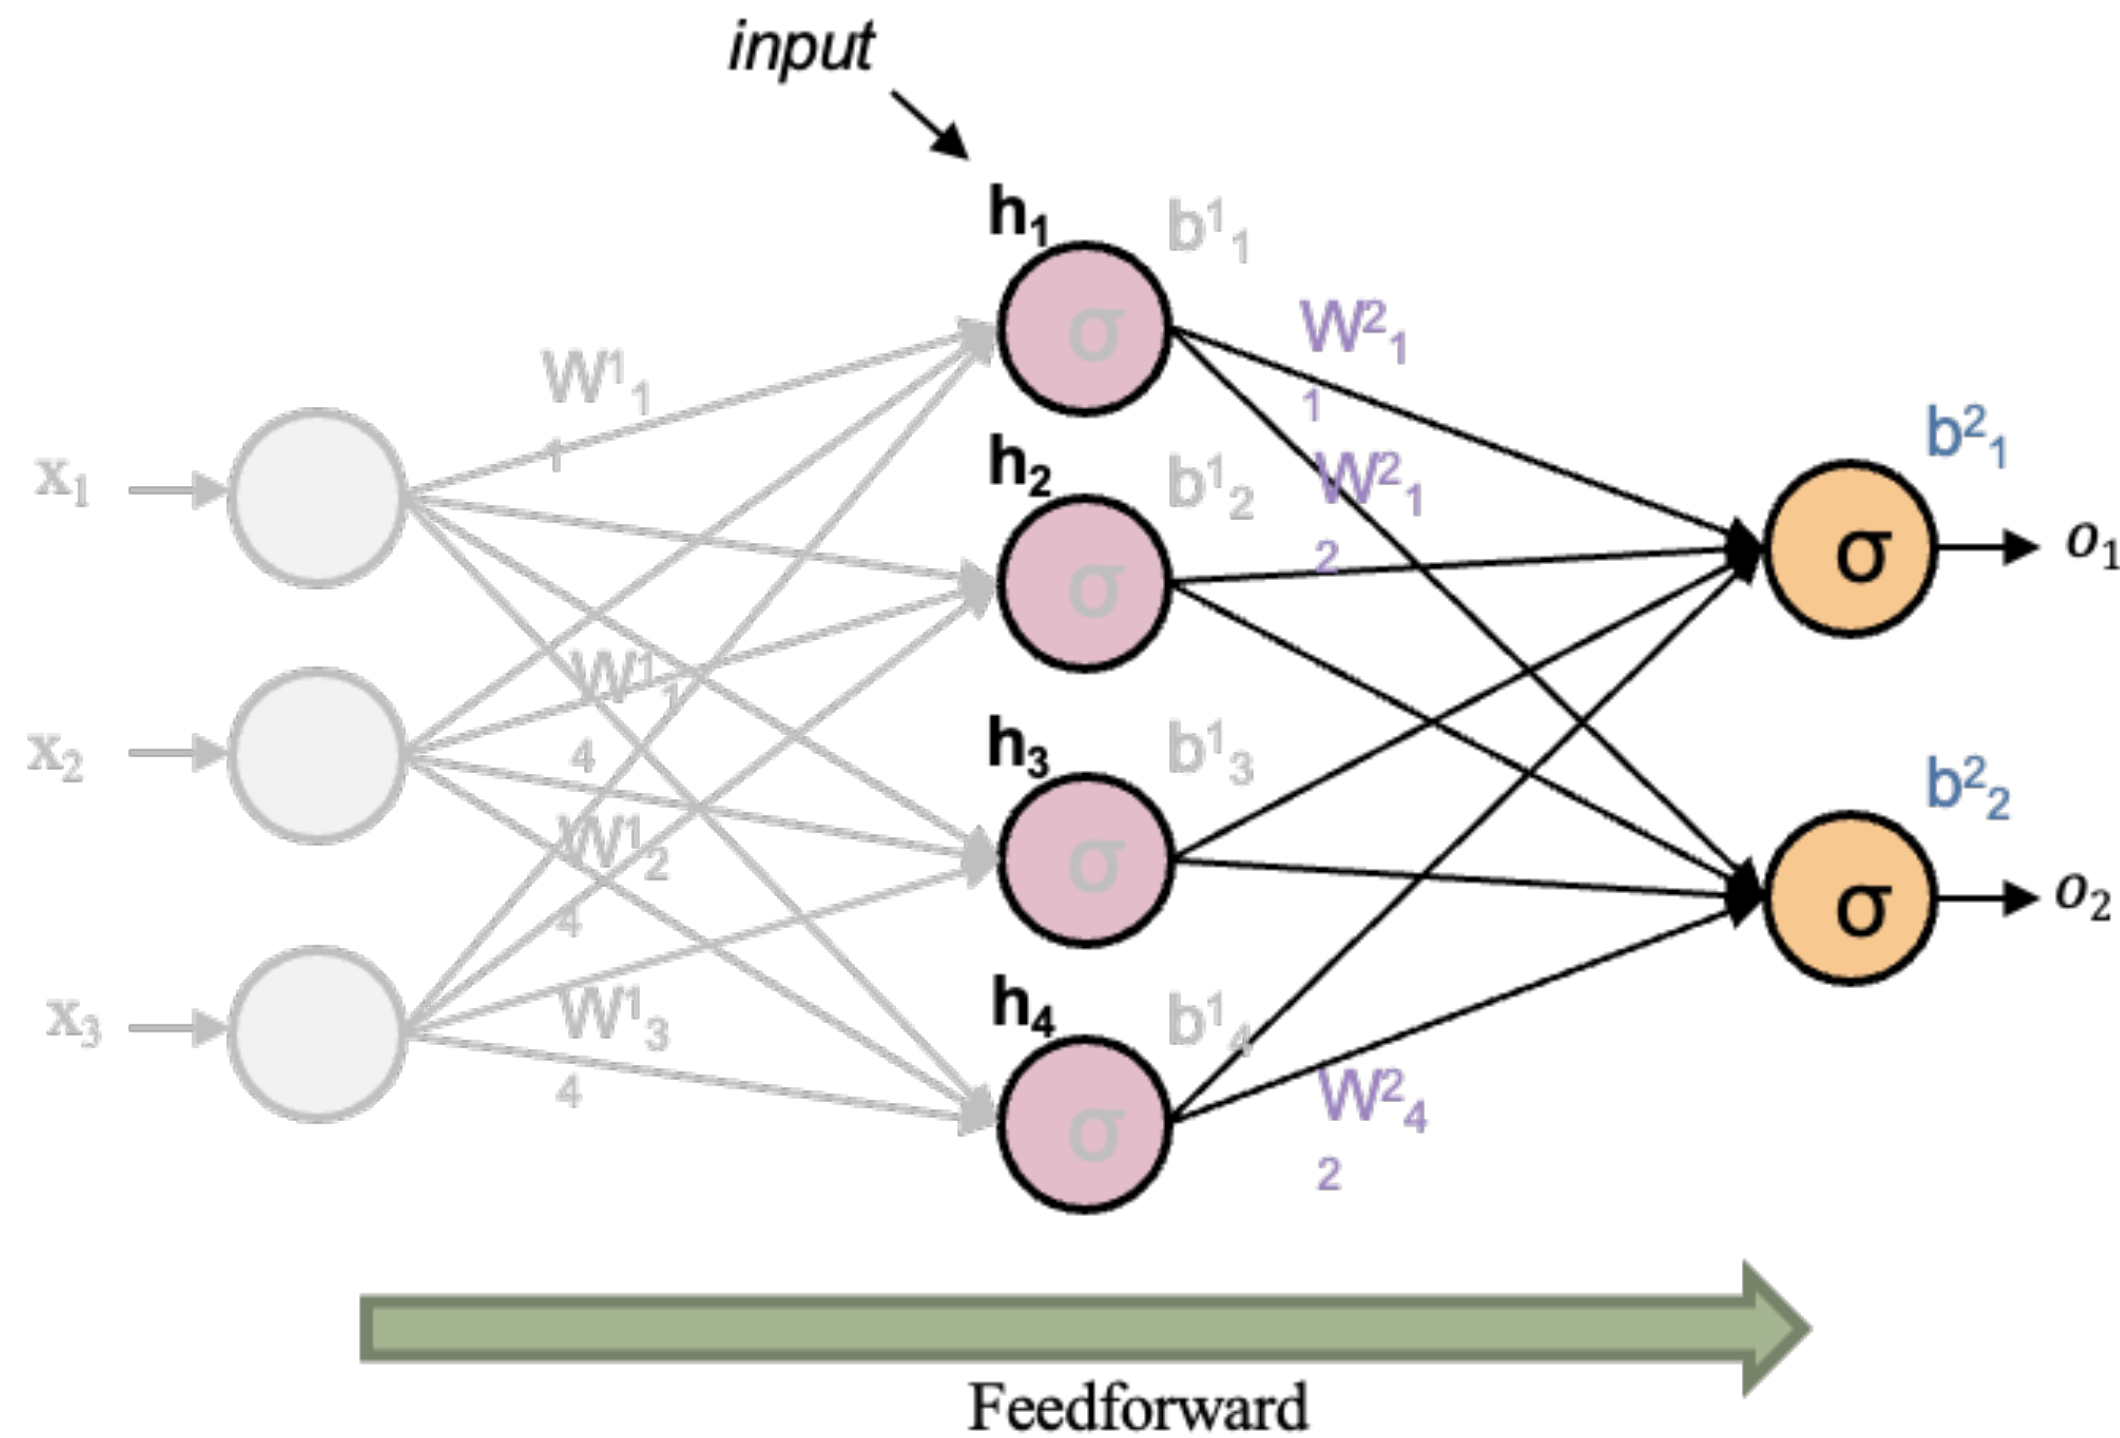 input
h₁
b¹₁
W²₁
1
W¹₁
1
x₁
h₂
b¹₂
W²₁
2
b²₁
σ
σ
σ
o₁
W¹₁
4
x₂
h₃
b¹₃
b²₂
W¹₂
4
σ
σ
o₂
h₄
b¹₄
x₃
W¹₃
4
W²₄
2
σ
Feedforward